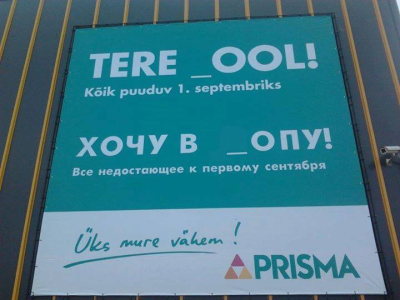 TERE _OOL!
Kõik puuduv 1. septembriks
ХОЧУ В _ОПУ!
Все недостающее к первому сентября
Üks mure vähem!
PRISMA